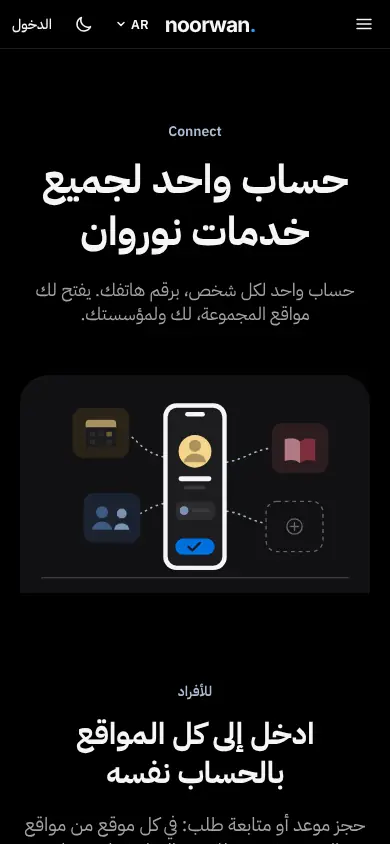 noorwan.
AR
الدخول
Connect
حساب واحد لجميع
خدمات نوروان
حساب واحد لكل شخص، برقم هاتفك. يفتح لك
مواقع المجموعة، لك ولمؤسستك.
للأفراد
ادخل إلى كل المواقع
بالحساب نفسه
حجز موعد أو متابعة طلب: في كل موقع من مواقع